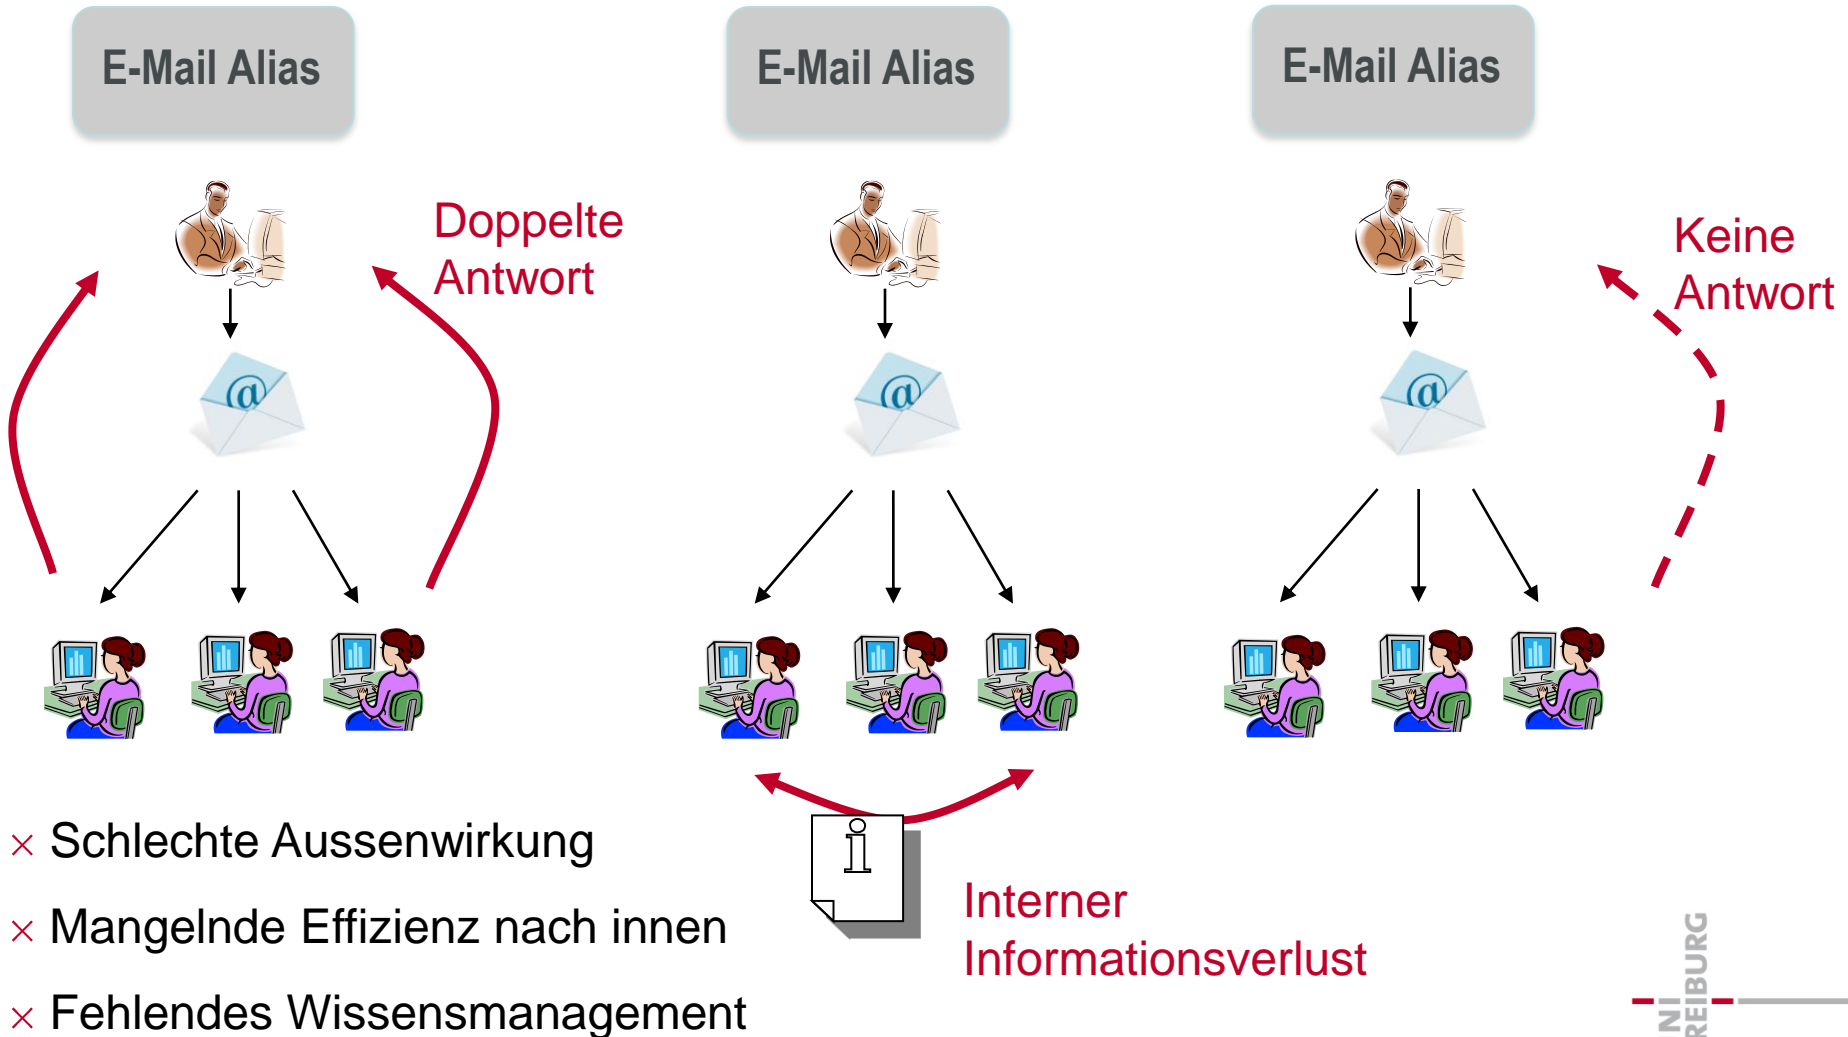 E-Mail Alias
E-Mail Alias
E-Mail Alias
Doppelte
Antwort
Keine
Antwort
@
@
@
× Schlechte Aussenwirkung
× Mangelnde Effizienz nach innen
× Fehlendes Wissensmanagement
i
Interner
Informationsverlust